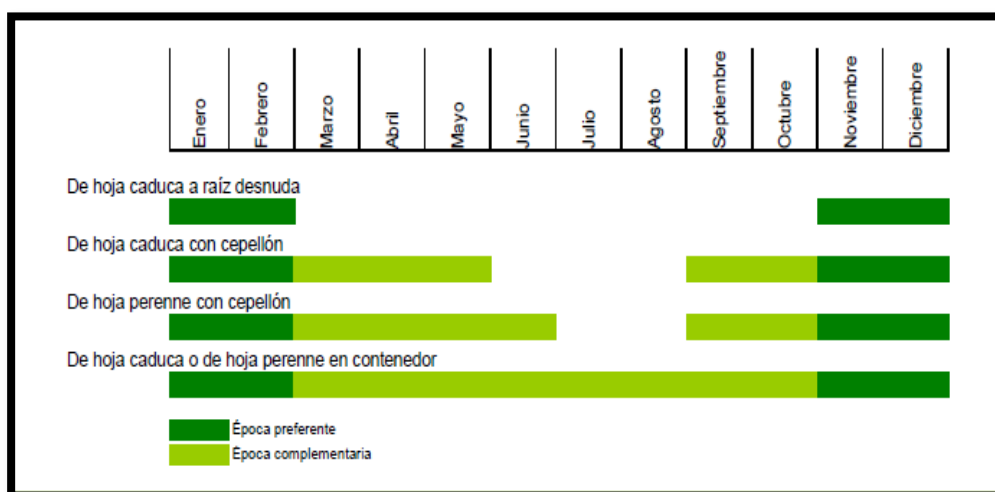 Enero
Febrero
Marzo
Abril
Mayo
Junio
Julio
Agosto
Septiembre
Octubre
Noviembre
Diciembre
De hoja caduca a raíz desnuda
De hoja caduca con cepellón
De hoja perenne con cepellón
De hoja caduca o de hoja perenne en contenedor
Época preferente
Época complementaria